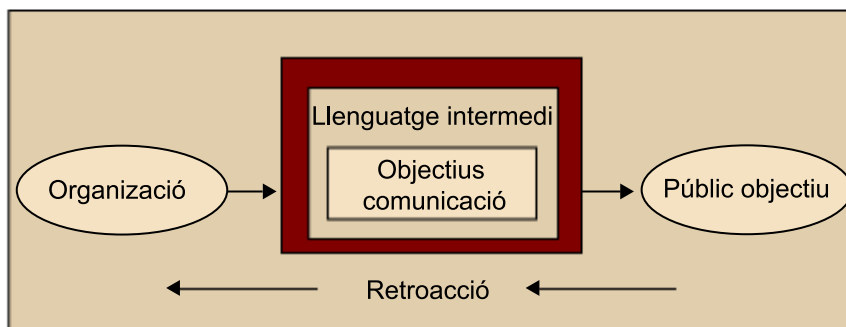 Llenguatge intermedi
Organizació
Objectius
comunicació
Públic objectiu
Retroacció